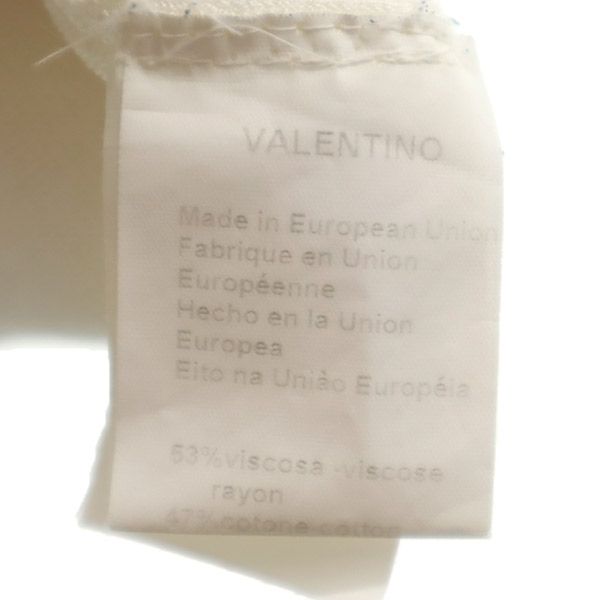 VALENTINO
Made in European Union
Fabrique en Union
Européenne
Hecho en la Union
Europea
Eito na Uniào Européia
53%viscosa -viscose
rayon
47%cotone-cotton